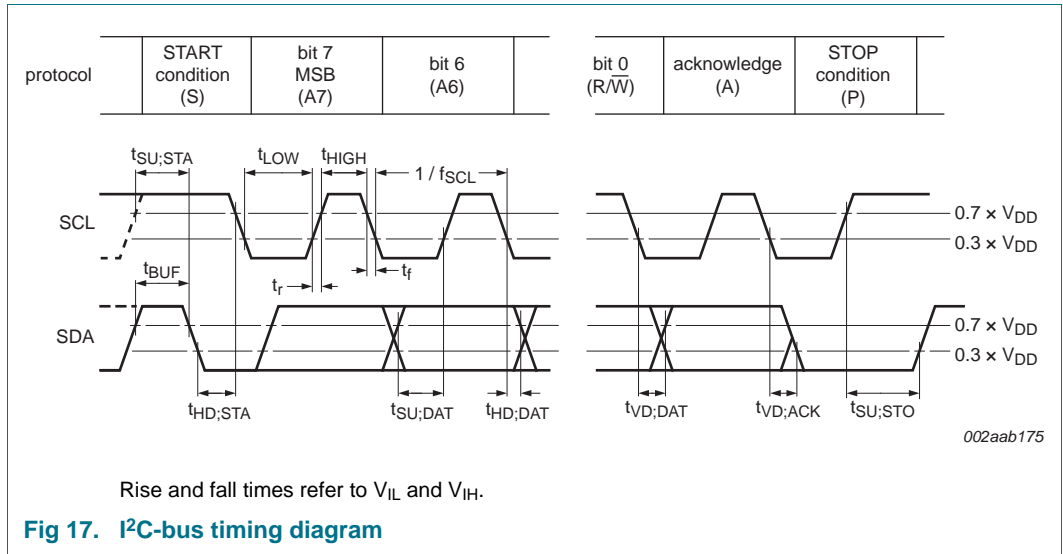 protocol
START
condition
(S)
bit 7
MSB
(A7)
bit 6
(A6)
bit 0
(R/W̅)
acknowledge
(A)
STOP
condition
(P)
tSU;STA
tLOW
tHIGH
1 / fSCL
SCL
0.7 × VDD
0.3 × VDD
tBUF
tr
tf
SDA
0.7 × VDD
0.3 × VDD
tHD;STA
tSU;DAT
tHD;DAT
tVD;DAT
tVD;ACK
tSU;STO
002aab175
Rise and fall times refer to VIL and VIH.
Fig 17. I²C-bus timing diagram